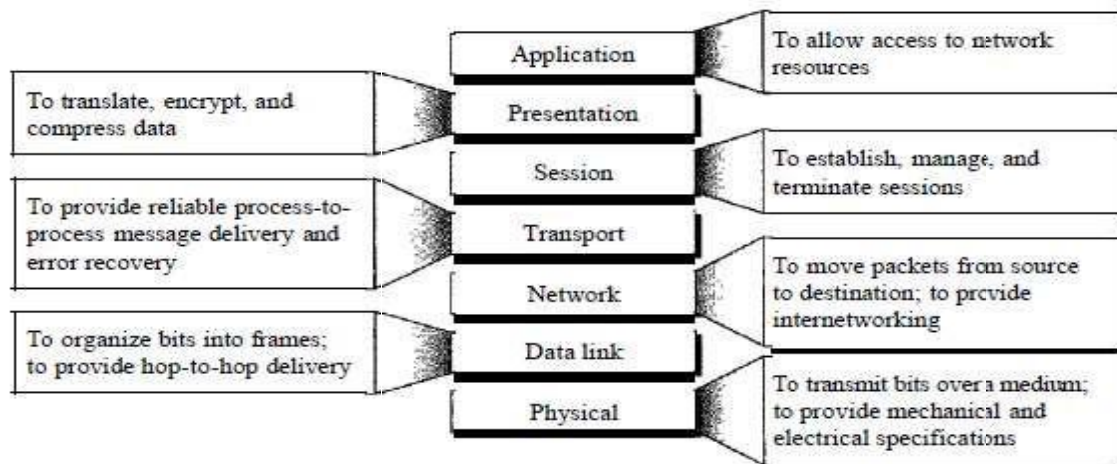 Application
To allow access to network
resources
To translate, encrypt, and
compress data
Presentation
Session
To establish, manage, and
terminate sessions
To provide reliable process-to-
process message delivery and
error recovery
Transport
Network
To move packets from source
to destination; to provide
internetworking
To organize bits into frames;
to provide hop-to-hop delivery
Data link
Physical
To transmit bits over a medium;
to provide mechanical and
electrical specifications